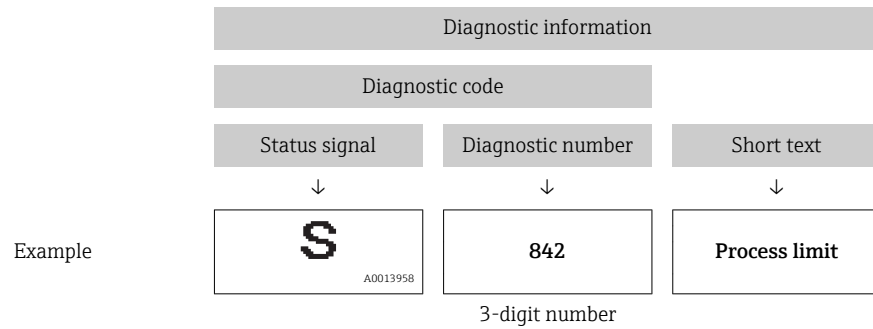 Diagnostic information
Diagnostic code
Status signal Diagnostic number Short text
↓ ↓ ↓
Example S 842 Process limit
A0013958
3-digit number